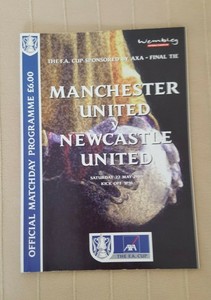 Wembley
THE F.A. CUP SPONSORED BY AXA - FINAL TIE
MANCHESTER
UNITED
V
NEWCASTLE
UNITED
SATURDAY 22 MAY
KICK OFF 3PM
OFFICIAL MATCHDAY PROGRAMME £6.00
AXA
THE F.A. CUP